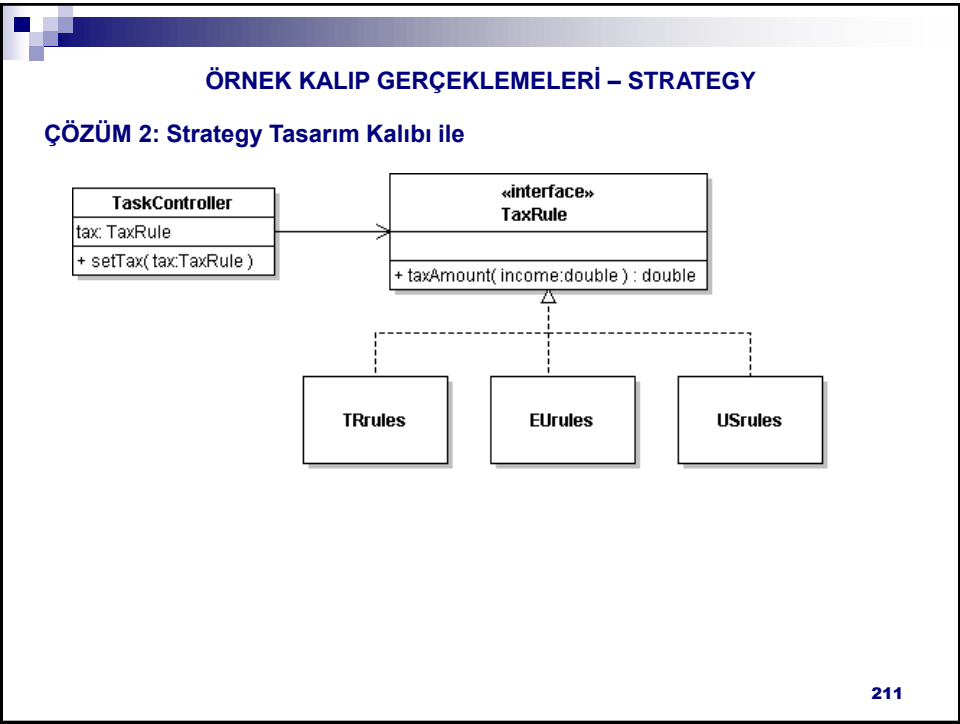 ÖRNEK KALIP GERÇEKLEMELERİ – STRATEGY
ÇÖZÜM 2: Strategy Tasarım Kalıbı ile
TaskController
tax: TaxRule
+ setTax( tax:TaxRule )
«interface»
TaxRule
+ taxAmount( income:double ) : double
TRrules
EUrules
USrules
211